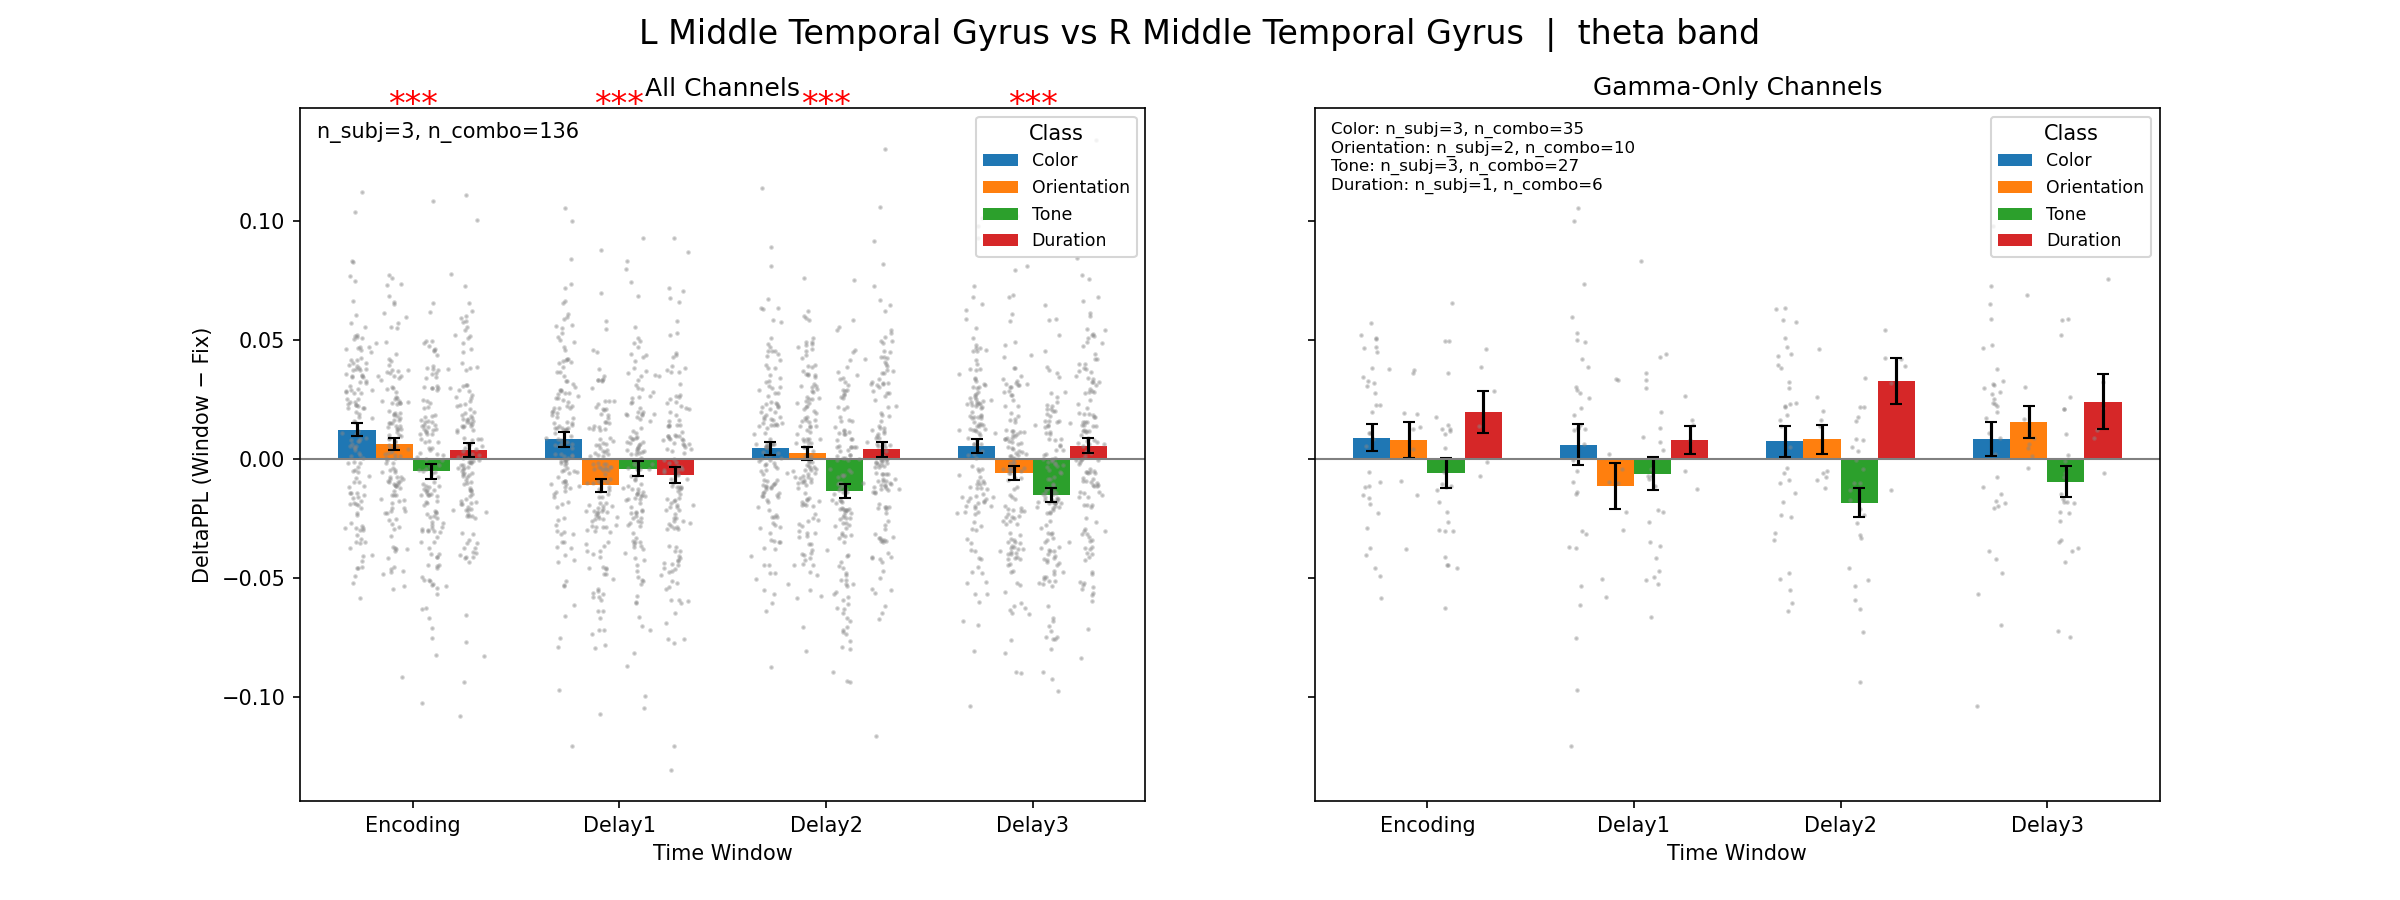 L Middle Temporal Gyrus vs R Middle Temporal Gyrus | theta band
All Channels
*** *** *** ***
n_subj=3, n_combo=136
Class
Color
Orientation
Tone
Duration
DeltaPPL (Window − Fix)
0.10
0.05
0.00
−0.05
−0.10
Encoding Delay1 Delay2 Delay3
Time Window
Gamma-Only Channels
Color: n_subj=3, n_combo=35
Orientation: n_subj=2, n_combo=10
Tone: n_subj=3, n_combo=27
Duration: n_subj=1, n_combo=6
Class
Color
Orientation
Tone
Duration
Encoding Delay1 Delay2 Delay3
Time Window